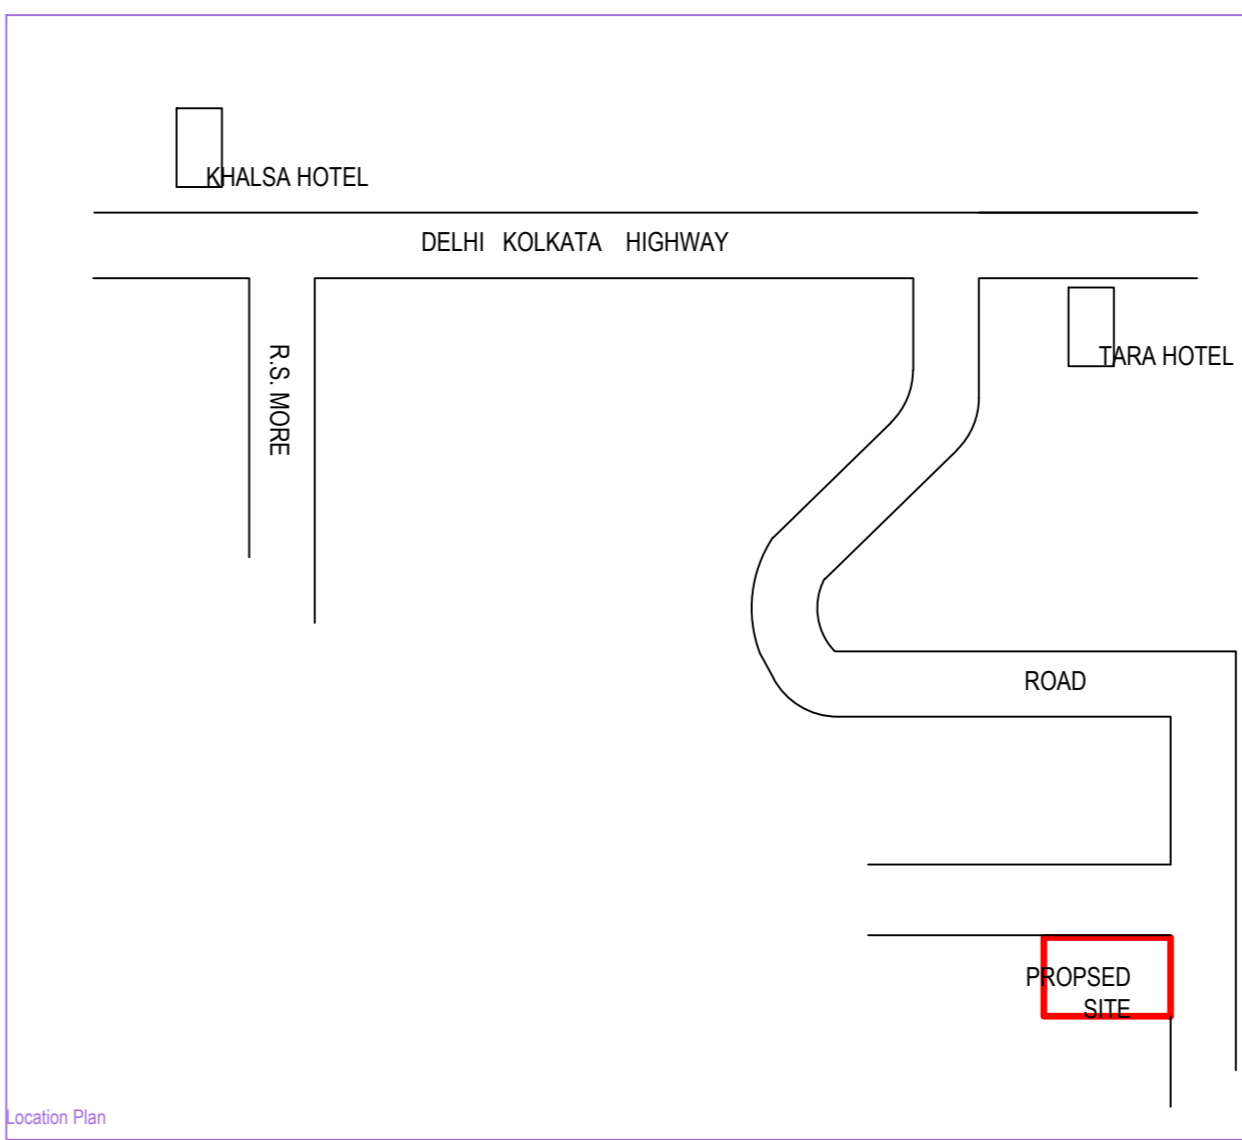 KHALSA HOTEL
DELHI KOLKATA HIGHWAY
R.S. MORE
TARA HOTEL
ROAD
PROPSED
SITE
Location Plan